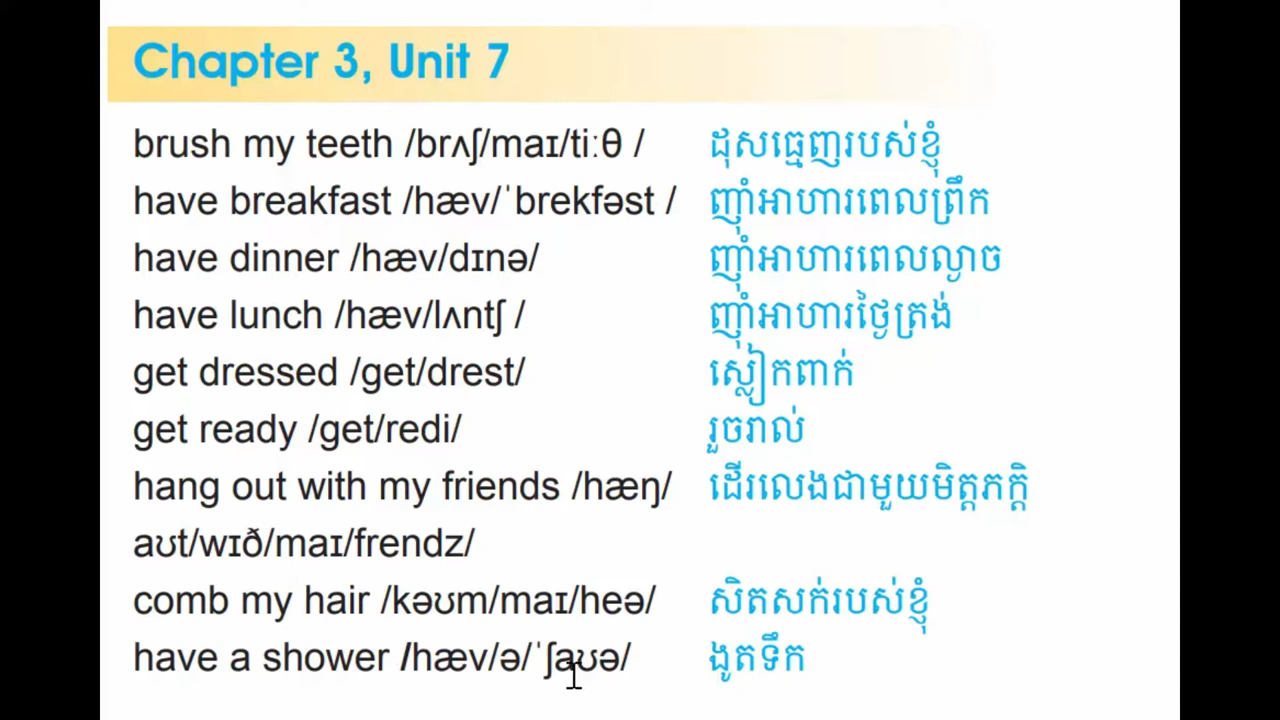 Chapter 3, Unit 7
brush my teeth /brʌʃ/maɪ/tiːθ / ដុសធ្មេញរបស់ខ្ញុំ
have breakfast /hæv/ˈbrekfəst / ញ៉ាំអាហារពេលព្រឹក
have dinner /hæv/dɪnə/ ញ៉ាំអាហារពេលល្ងាច
have lunch /hæv/lʌntʃ / ញ៉ាំអាហារថ្ងៃត្រង់
get dressed /get/drest/ ស្លៀកពាក់
get ready /get/redi/ រួចរាល់
hang out with my friends /hæŋ/ ដើរលេងជាមួយមិត្តភក្តិ
aʊt/wɪð/maɪ/frendz/
comb my hair /kəʊm/maɪ/heə/ សិតសក់របស់ខ្ញុំ
have a shower /hæv/ə/ˈʃaʊə/ ងូតទឹក